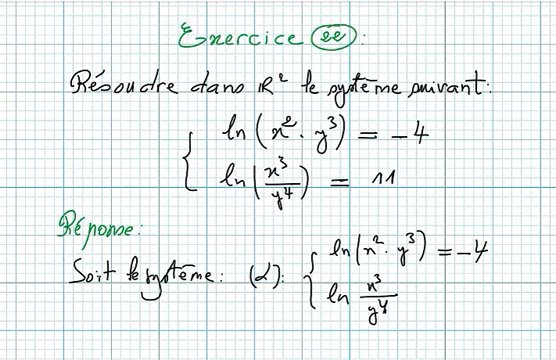 Exercice 22:
Résoudre dans ℝ² le système suivant:
ln(x²·y³) = -4
ln(x³/y⁴) = 11
Réponse:
Soit le système: (α): { ln(x²·y³) = -4
ln x³/y⁴